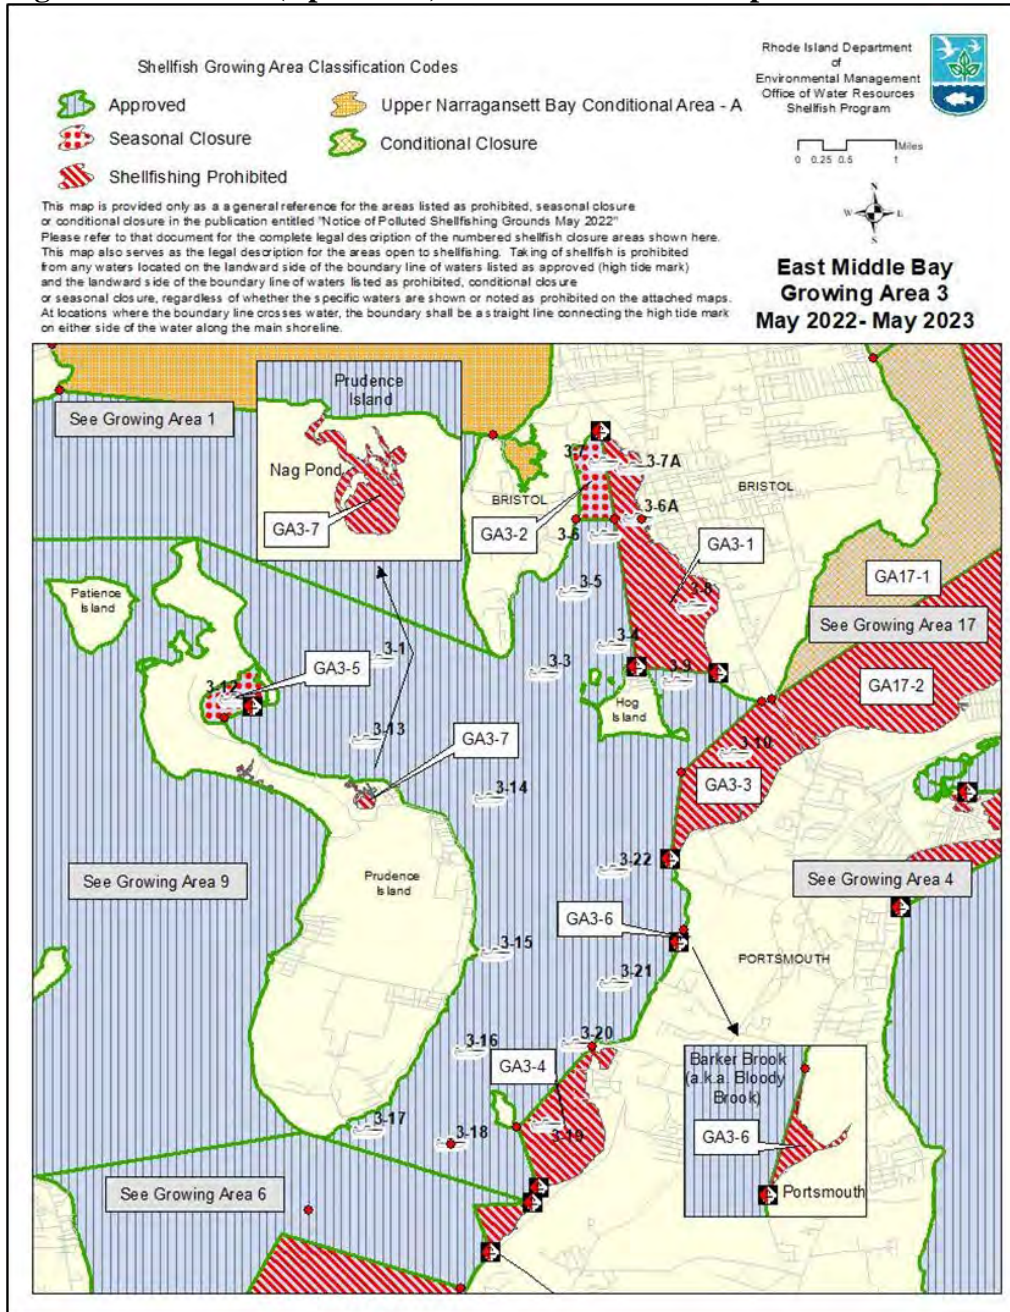 Shellfish Growing Area Classification Codes
Approved
Seasonal Closure
Shellfishing Prohibited
Upper Narragansett Bay Conditional Area - A
Conditional Closure
Rhode Island Department
of
Environmental Management
Office of Water Resources
Shellfish Program
Miles
0 0.25 0.5 1
N
W E
S
This map is provided only as a a general reference for the areas listed as prohibited, seasonal closure
or conditional closure in the publication entitled "Notice of Polluted Shellfishing Grounds May 2022"
Please refer to that document for the complete legal description of the numbered shellfish closure areas shown here.
This map also serves as the legal description for the areas open to shellfishing. Taking of shellfish is prohibited
from any waters located on the landward side of the boundary line of waters listed as approved (high tide mark)
and the landward side of the boundary line of waters listed as prohibited, conditional closure
or seasonal closure, regardless of whether the specific waters are shown or noted as prohibited on the attached maps.
At locations where the boundary line crosses water, the boundary shall be a straight line connecting the high tide mark
on either side of the water along the main shoreline.
East Middle Bay
Growing Area 3
May 2022- May 2023
Prudence
Island
See Growing Area 1
Nag Pond
GA3-7
3-7
3-7A
BRISTOL
BRISTOL
3-6A
GA3-2
3-6
GA3-1
GA17-1
3-5
3-8
Patience
Island
See Growing Area 17
3-4
3-1
3-3
3-9
GA3-5
3-12
GA17-2
Hog
Island
3-13
GA3-7
3-10
GA3-3
3-14
3-22
See Growing Area 9
Prudence
Island
See Growing Area 4
GA3-6
3-15
PORTSMOUTH
3-21
3-20
3-16
GA3-4
Barker Brook
(a.k.a. Bloody
Brook)
3-17
3-18
3-19
GA3-6
See Growing Area 6
Portsmouth